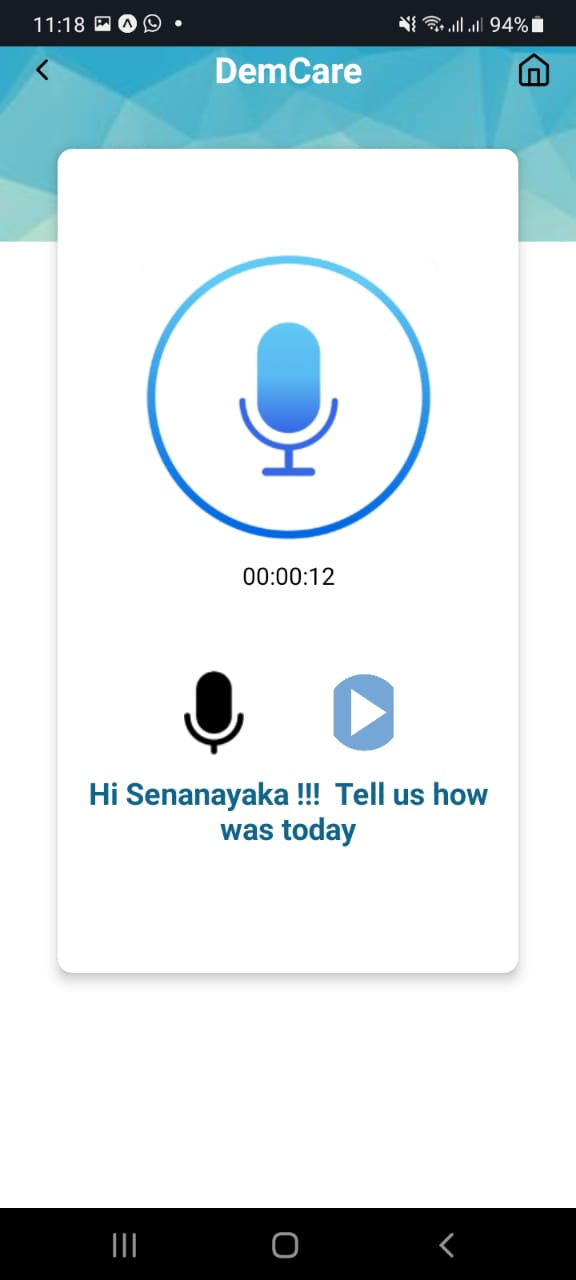 11:18 94%
DemCare
00:00:12
Hi Senanayaka !!!  Tell us how
was today